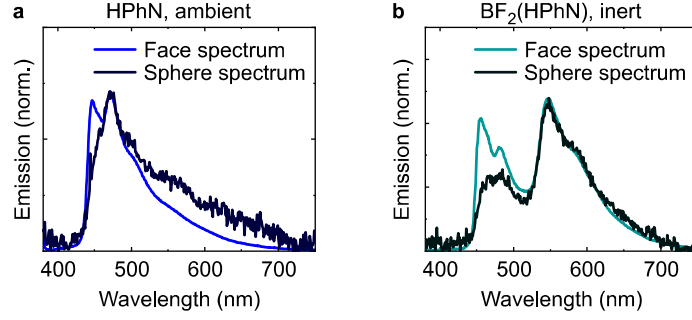 a
HPhN, ambient
Face spectrum
Sphere spectrum
Emission (norm.)
400 500 600 700
Wavelength (nm)
b
BF₂(HPhN), inert
Face spectrum
Sphere spectrum
Emission (norm.)
400 500 600 700
Wavelength (nm)